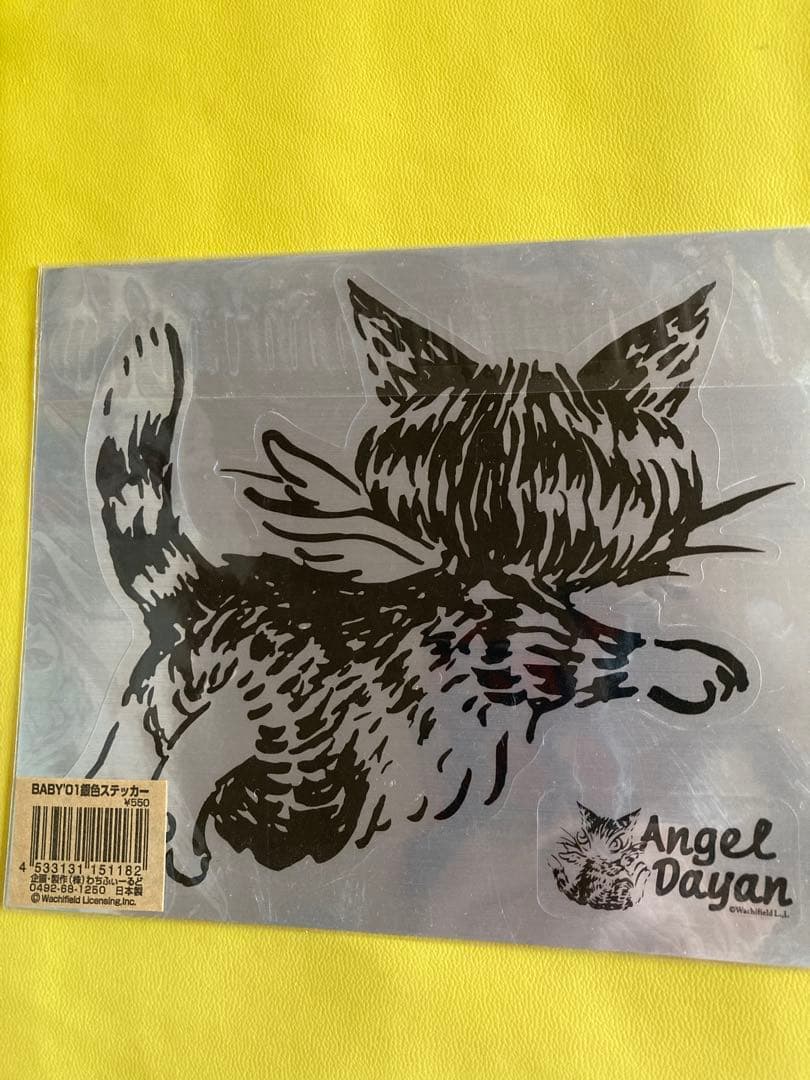 BABY'01銀色ステッカー
¥550
4 533131 151182
企画・製作(株)わちふぃーるど
0492-68-1250 日本製
© Wachifield Licensing,Inc.
Angel
Dayan
©Wachifield L.,I.